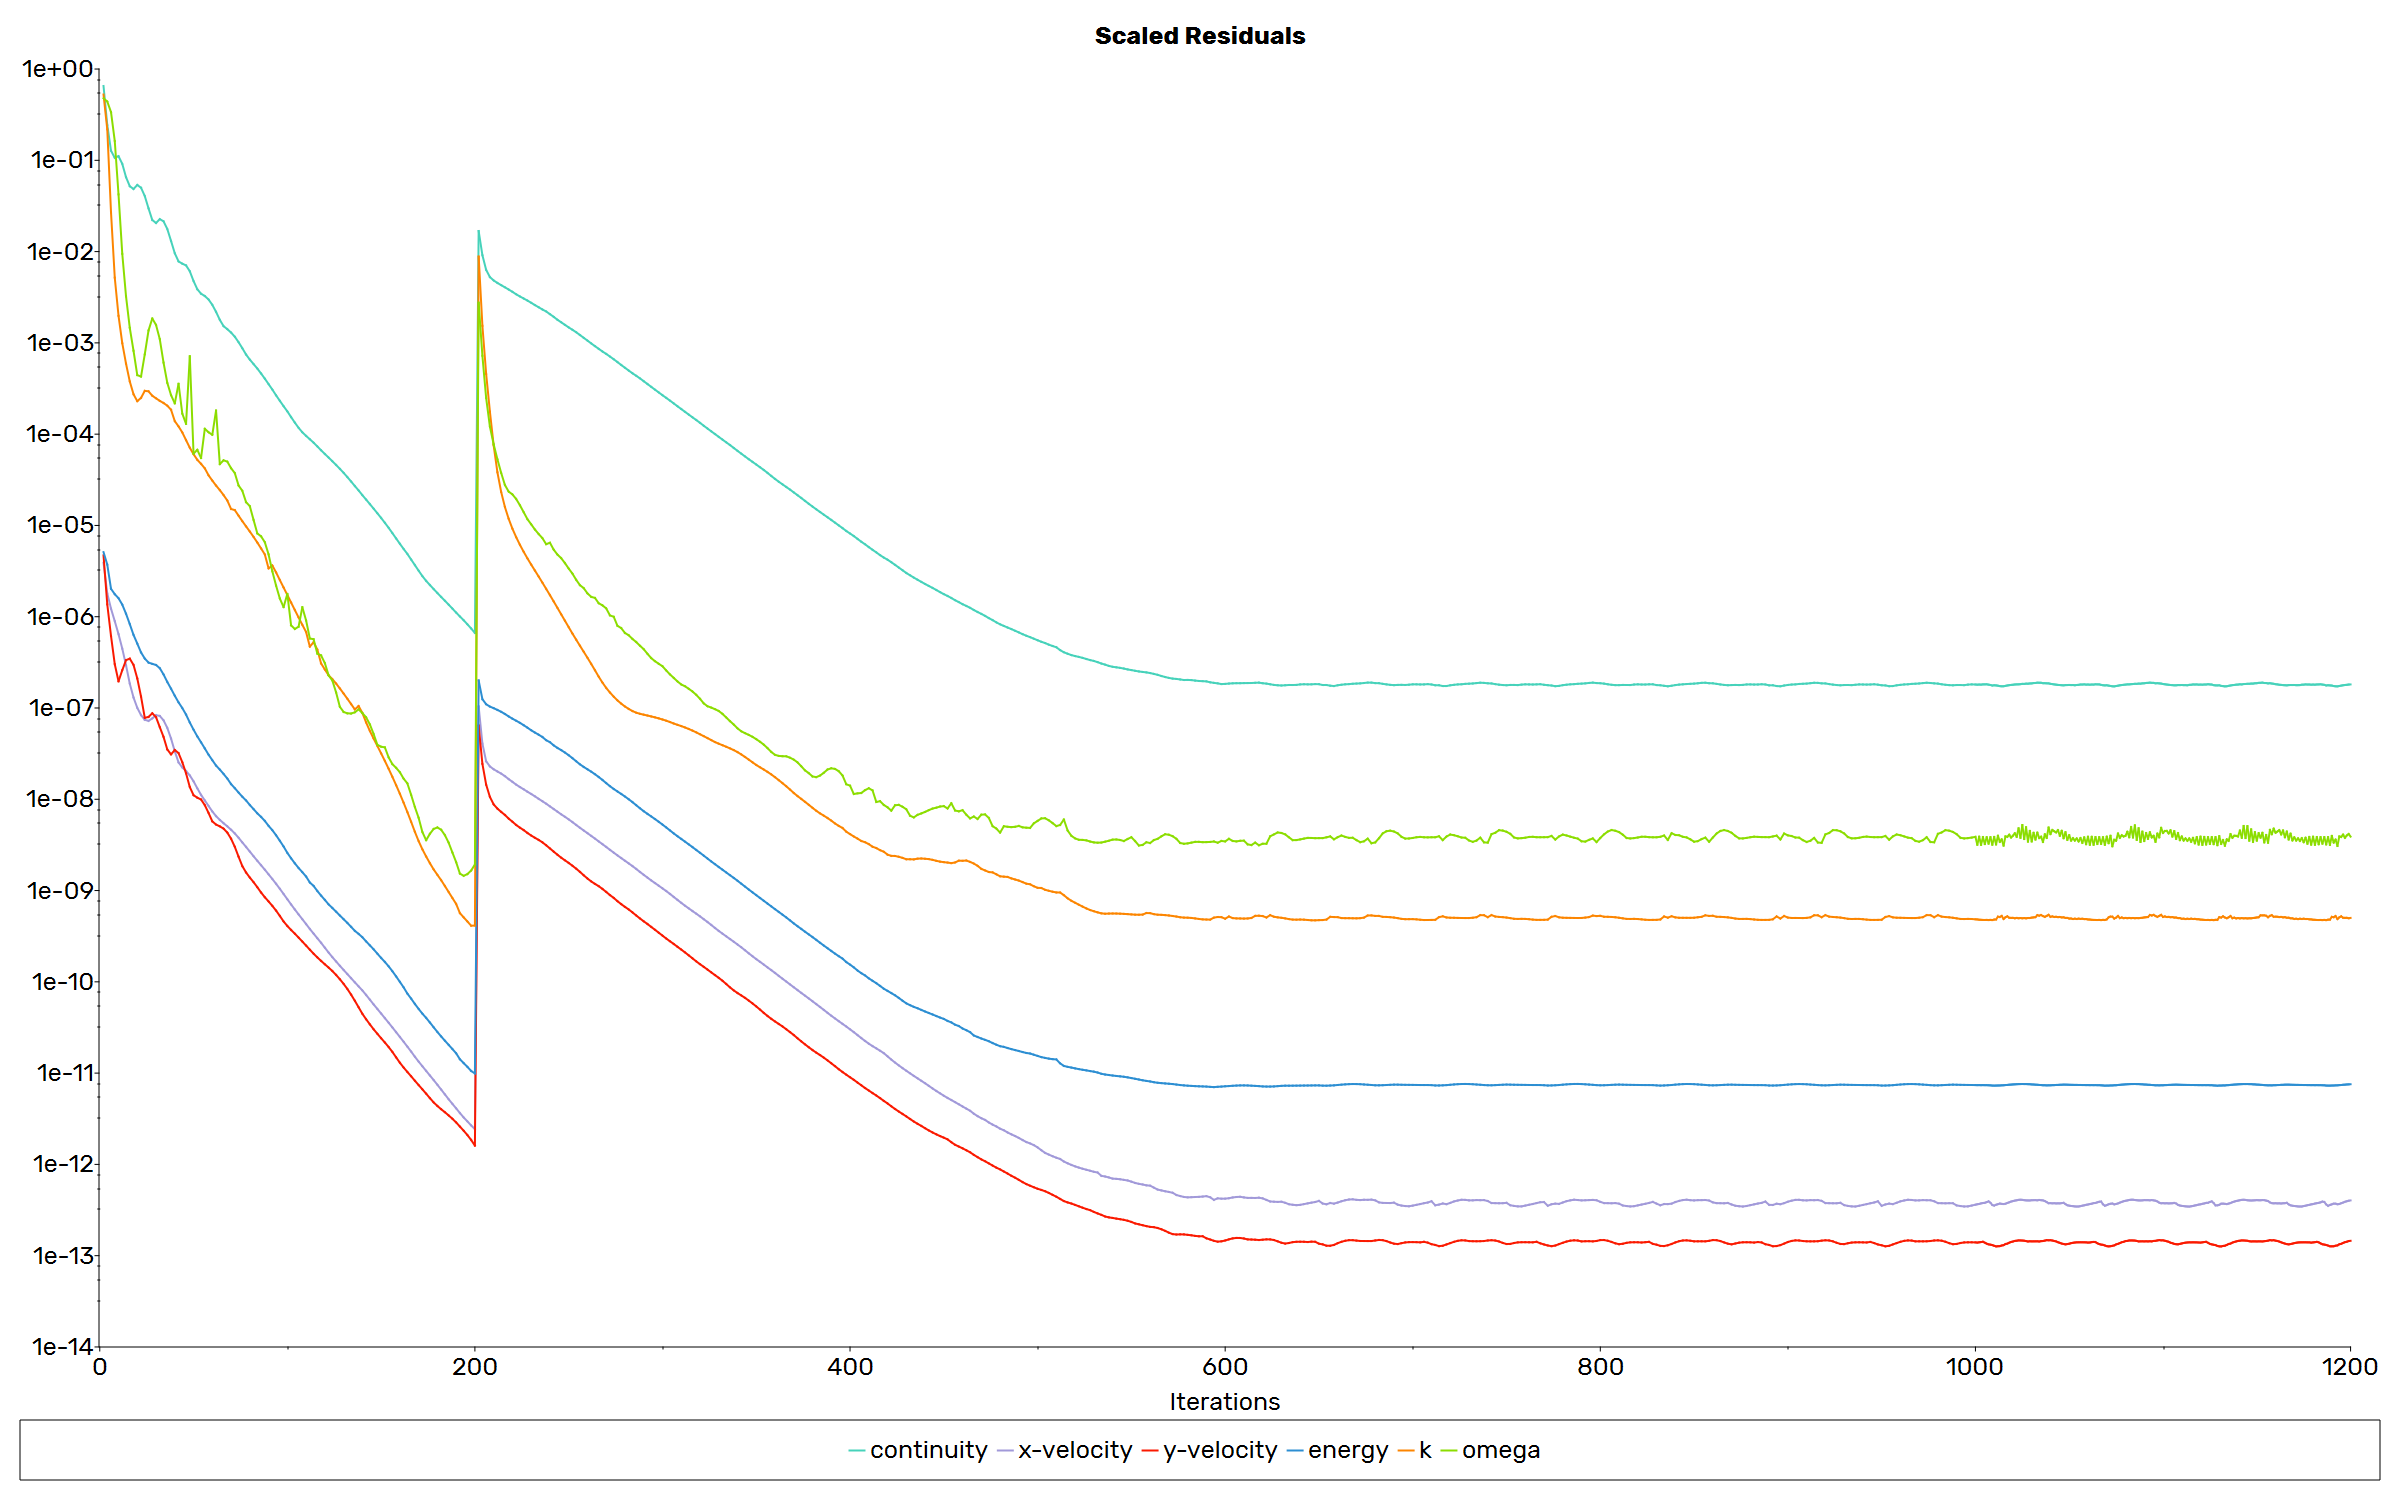 Scaled Residuals
1e+00
1e-01
1e-02
1e-03
1e-04
1e-05
1e-06
1e-07
1e-08
1e-09
1e-10
1e-11
1e-12
1e-13
1e-14
0 200 400 600 800 1000 1200
Iterations
continuity x-velocity y-velocity energy k omega